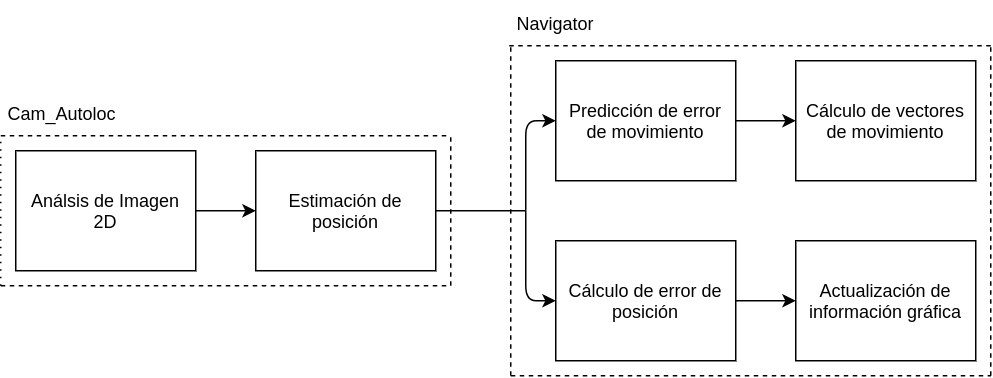 Navigator
Cam_Autoloc
Análsis de Imagen
2D
Estimación de
posición
Predicción de error
de movimiento
Cálculo de vectores
de movimiento
Cálculo de error de
posición
Actualización de
información gráfica